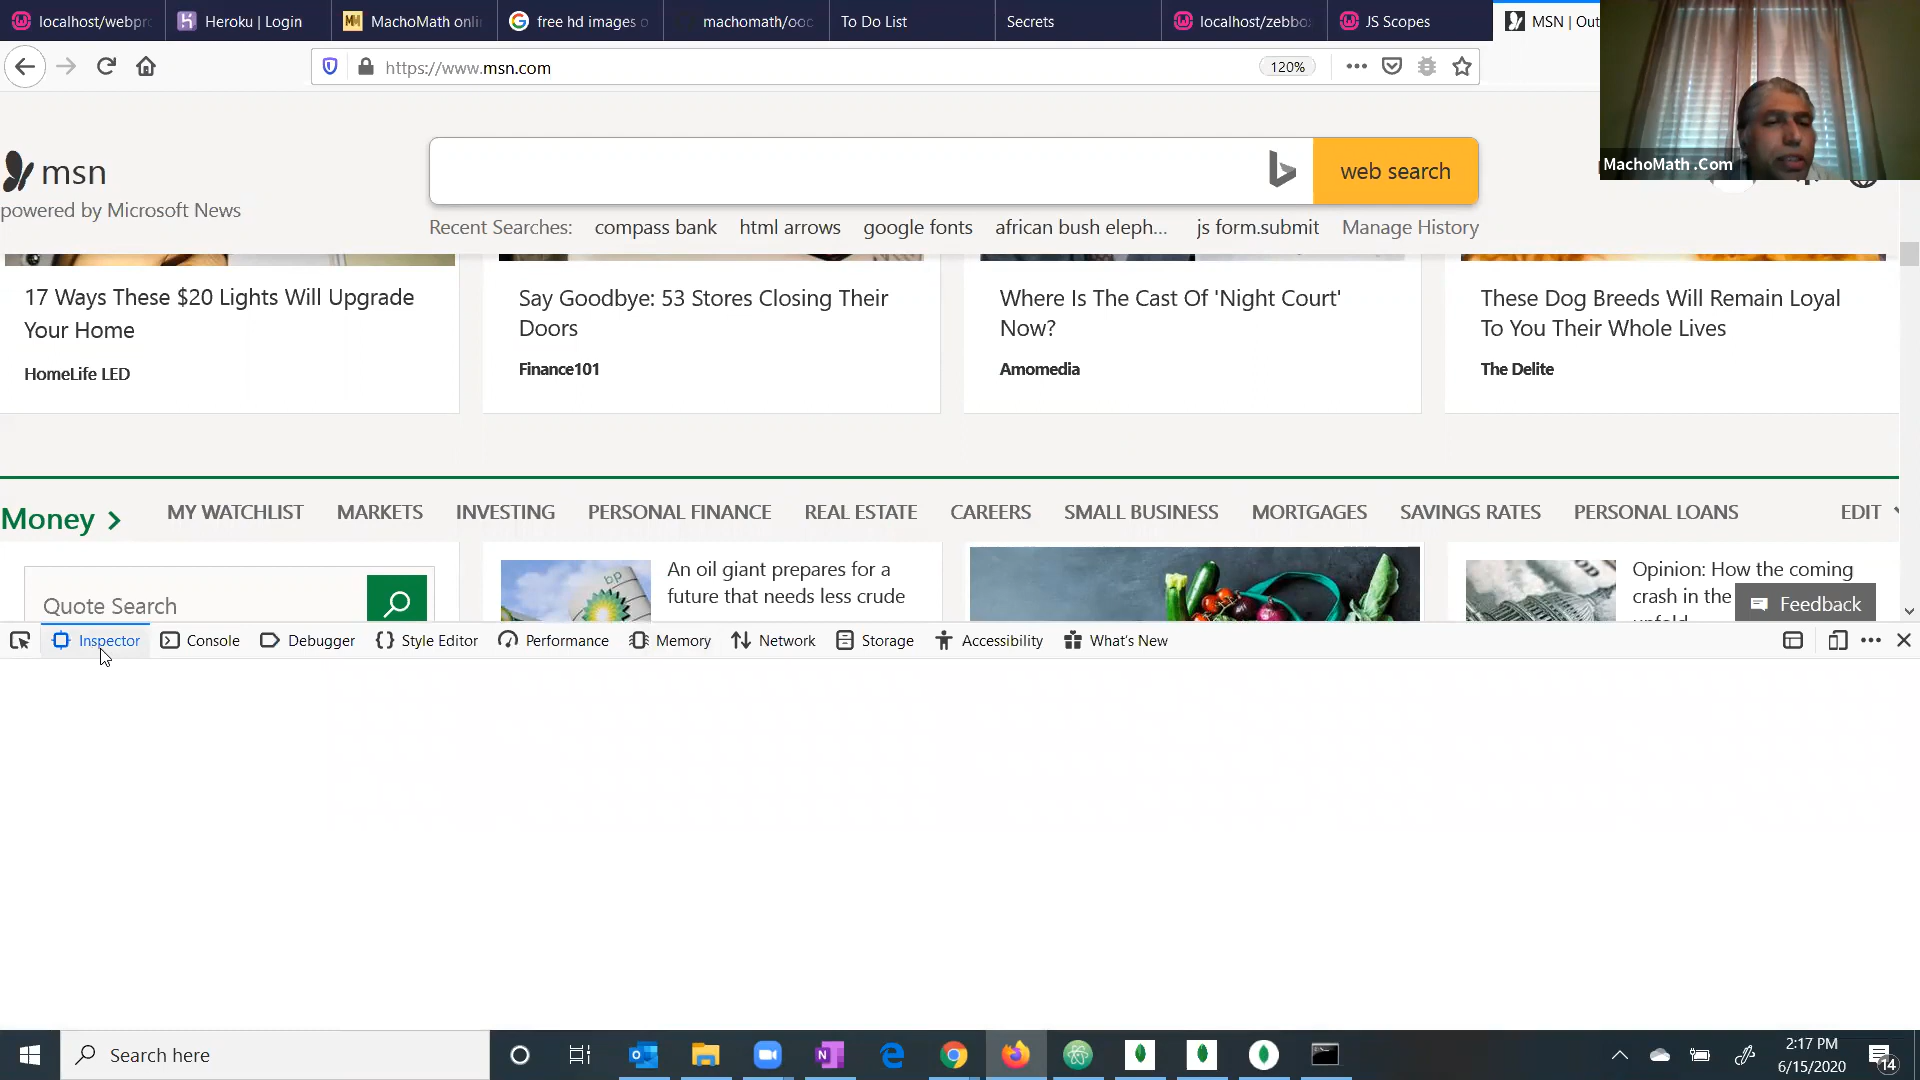 localhost/webpr
Heroku | Login
MachoMath onli
free hd images o
machomath/ooc
To Do List
Secrets
localhost/zebbo
JS Scopes
MSN | Out
https://www.msn.com
120%
MachoMath .Com
msn
powered by Microsoft News
web search
Recent Searches: compass bank html arrows google fonts african bush eleph... js form.submit Manage History
17 Ways These $20 Lights Will Upgrade
Your Home
HomeLife LED
Say Goodbye: 53 Stores Closing Their
Doors
Finance101
Where Is The Cast Of 'Night Court'
Now?
Amomedia
These Dog Breeds Will Remain Loyal
To You Their Whole Lives
The Delite
Money
MY WATCHLIST MARKETS INVESTING PERSONAL FINANCE REAL ESTATE CAREERS SMALL BUSINESS MORTGAGES SAVINGS RATES PERSONAL LOANS EDIT
Quote Search
bp
An oil giant prepares for a
future that needs less crude
Opinion: How the coming
crash in the
Feedback
Inspector Console Debugger Style Editor Performance Memory Network Storage Accessibility What's New
Search here
2:17 PM
6/15/2020
14